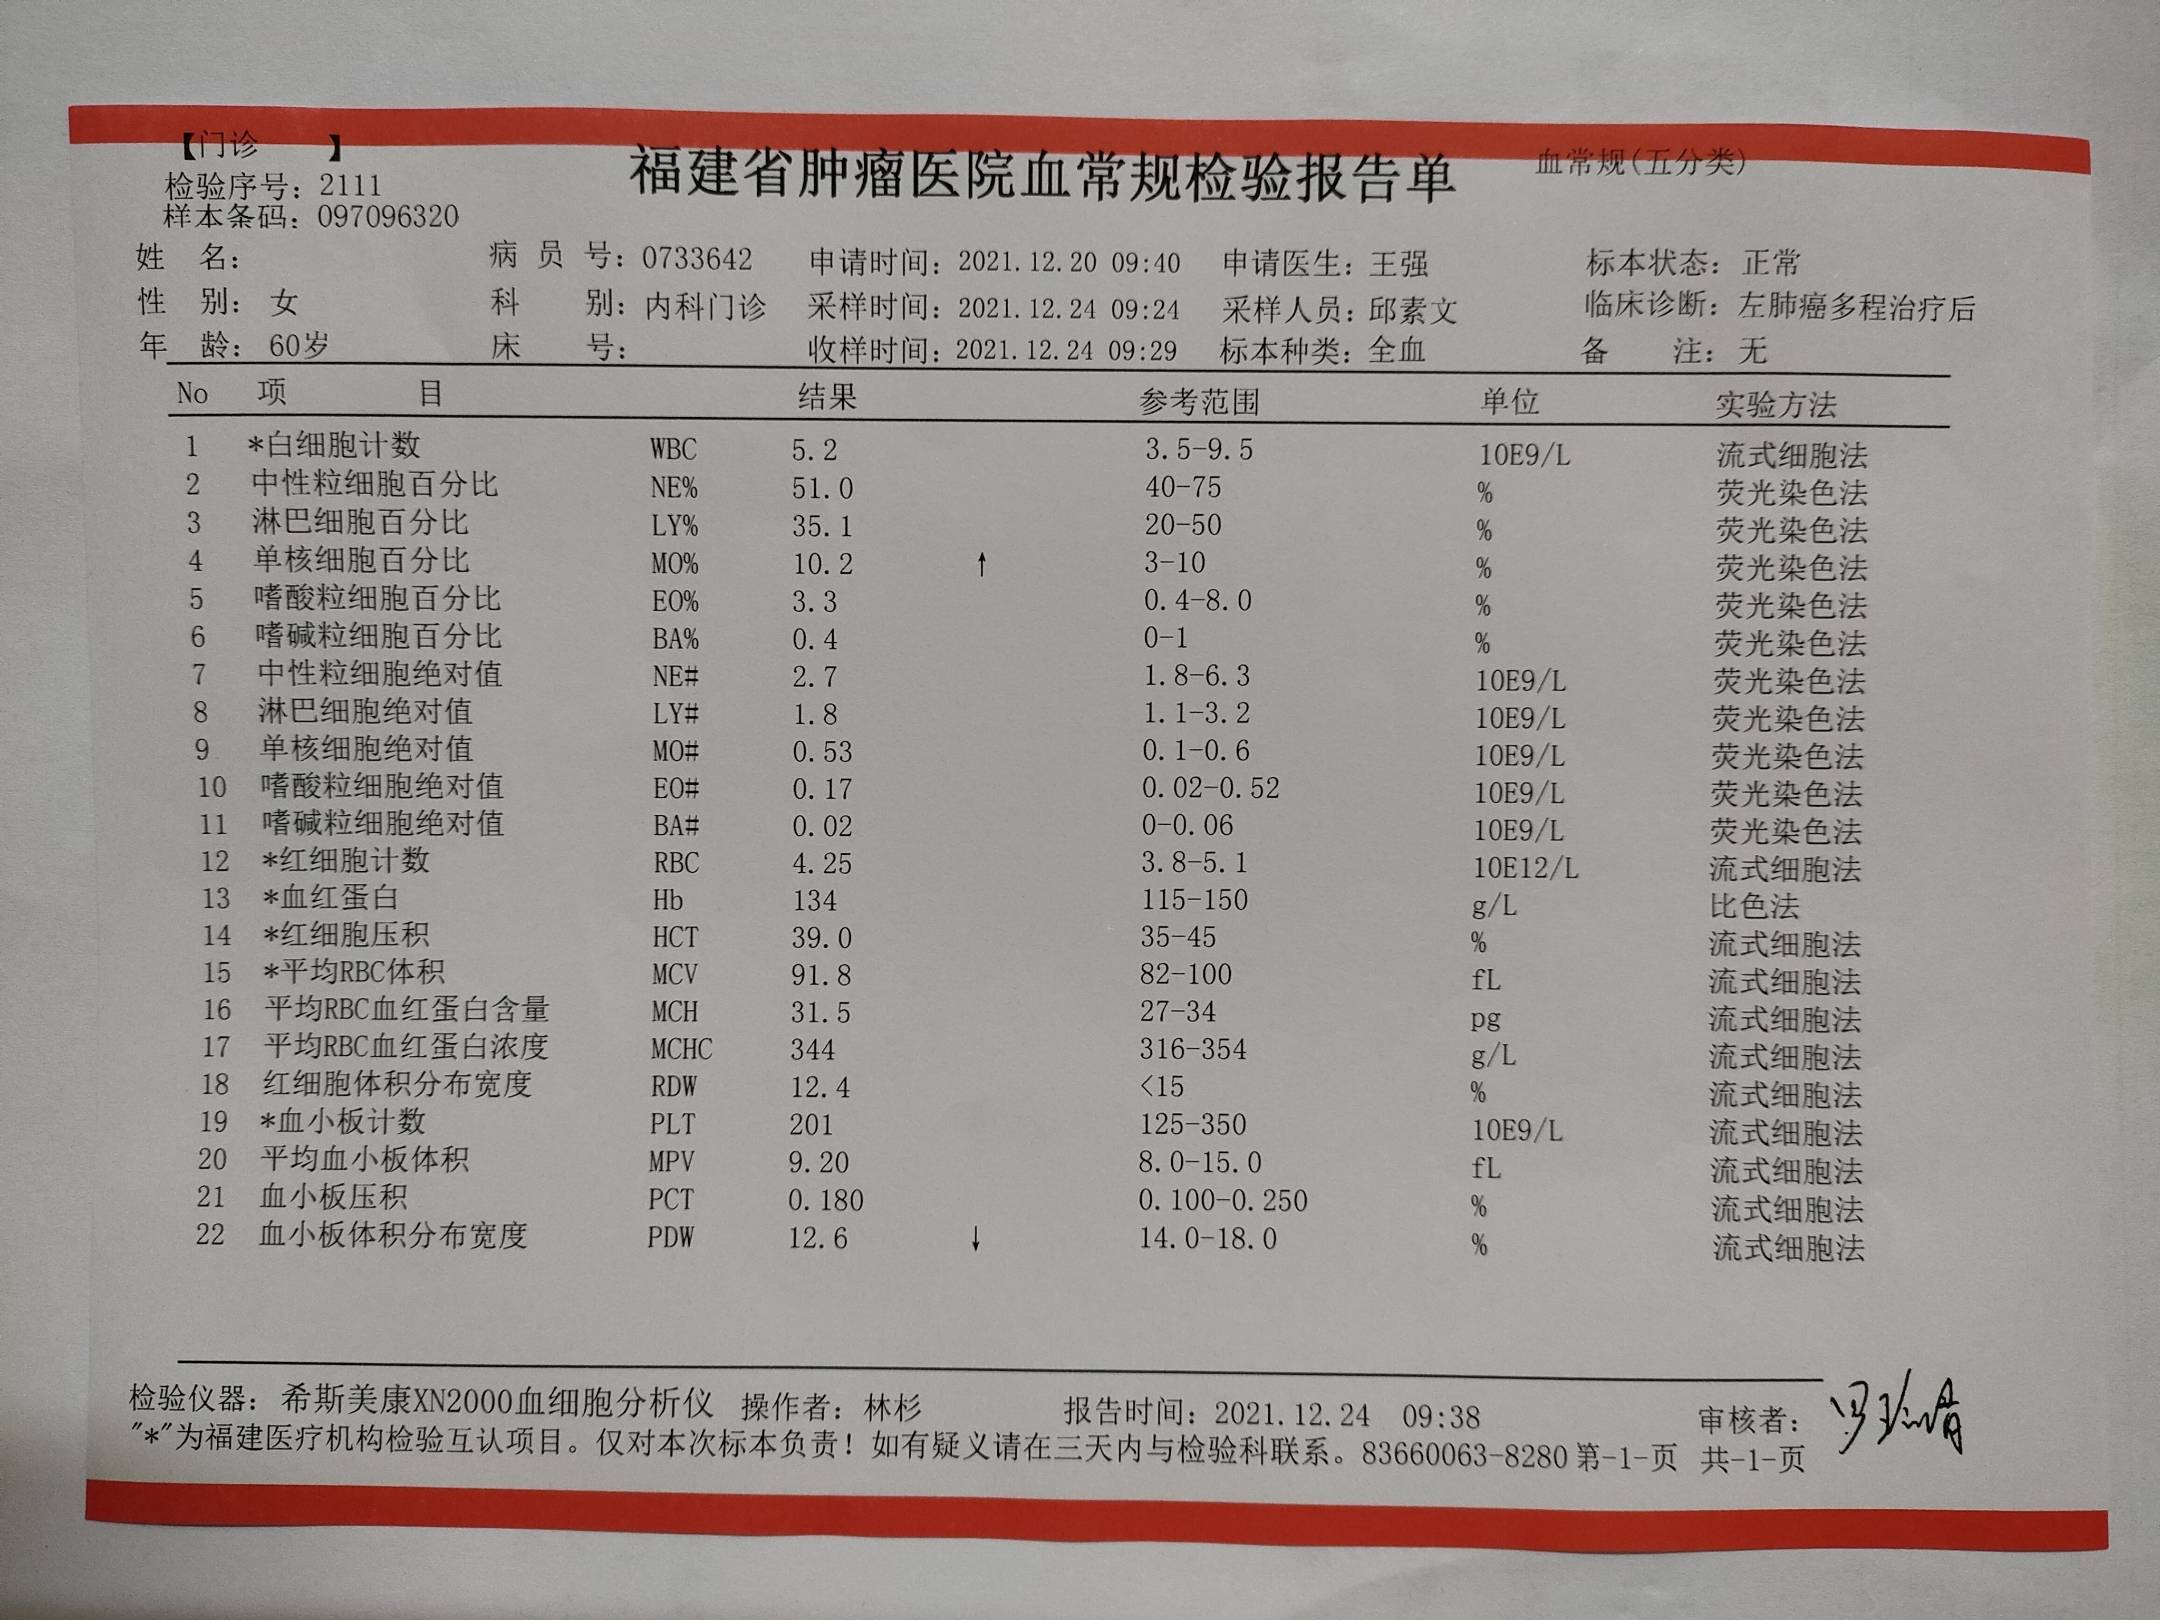 【门诊 】
福建省肿瘤医院血常规检验报告单 血常规(五分类)
检验序号: 2111
样本条码: 097096320
姓 名: 病 员 号: 0733642 申请时间: 2021.12.20 09:40 申请医生: 王强 标本状态: 正常
性 别: 女 科 别: 内科门诊 采样时间: 2021.12.24 09:24 采样人员: 邱素文 临床诊断: 左肺癌多程治疗后
年 龄: 60岁 床 号: 收样时间: 2021.12.24 09:29 标本种类: 全血 备 注: 无
No 项 目 结果 参考范围 单位 实验方法
1 *白细胞计数 WBC 5.2 3.5-9.5 10E9/L 流式细胞法
2 中性粒细胞百分比 NE% 51.0 40-75 % 荧光染色法
3 淋巴细胞百分比 LY% 35.1 20-50 % 荧光染色法
4 单核细胞百分比 MO% 10.2 ↑ 3-10 % 荧光染色法
5 嗜酸粒细胞百分比 EO% 3.3 0.4-8.0 % 荧光染色法
6 嗜碱粒细胞百分比 BA% 0.4 0-1 % 荧光染色法
7 中性粒细胞绝对值 NE# 2.7 1.8-6.3 10E9/L 荧光染色法
8 淋巴细胞绝对值 LY# 1.8 1.1-3.2 10E9/L 荧光染色法
9 单核细胞绝对值 MO# 0.53 0.1-0.6 10E9/L 荧光染色法
10 嗜酸粒细胞绝对值 EO# 0.17 0.02-0.52 10E9/L 荧光染色法
11 嗜碱粒细胞绝对值 BA# 0.02 0-0.06 10E9/L 荧光染色法
12 *红细胞计数 RBC 4.25 3.8-5.1 10E12/L 流式细胞法
13 *血红蛋白 Hb 134 115-150 g/L 比色法
14 *红细胞压积 HCT 39.0 35-45 % 流式细胞法
15 *平均RBC体积 MCV 91.8 82-100 fL 流式细胞法
16 平均RBC血红蛋白含量 MCH 31.5 27-34 pg 流式细胞法
17 平均RBC血红蛋白浓度 MCHC 344 316-354 g/L 流式细胞法
18 红细胞体积分布宽度 RDW 12.4 <15 % 流式细胞法
19 *血小板计数 PLT 201 125-350 10E9/L 流式细胞法
20 平均血小板体积 MPV 9.20 8.0-15.0 fL 流式细胞法
21 血小板压积 PCT 0.180 0.100-0.250 % 流式细胞法
22 血小板体积分布宽度 PDW 12.6 ↓ 14.0-18.0 % 流式细胞法
检验仪器: 希斯美康XN2000血细胞分析仪 操作者: 林杉 报告时间: 2021.12.24 09:38 审核者:
"*"为福建医疗机构检验互认项目。仅对本次标本负责! 如有疑义请在三天内与检验科联系。83660063-8280 第-1-页 共-1-页